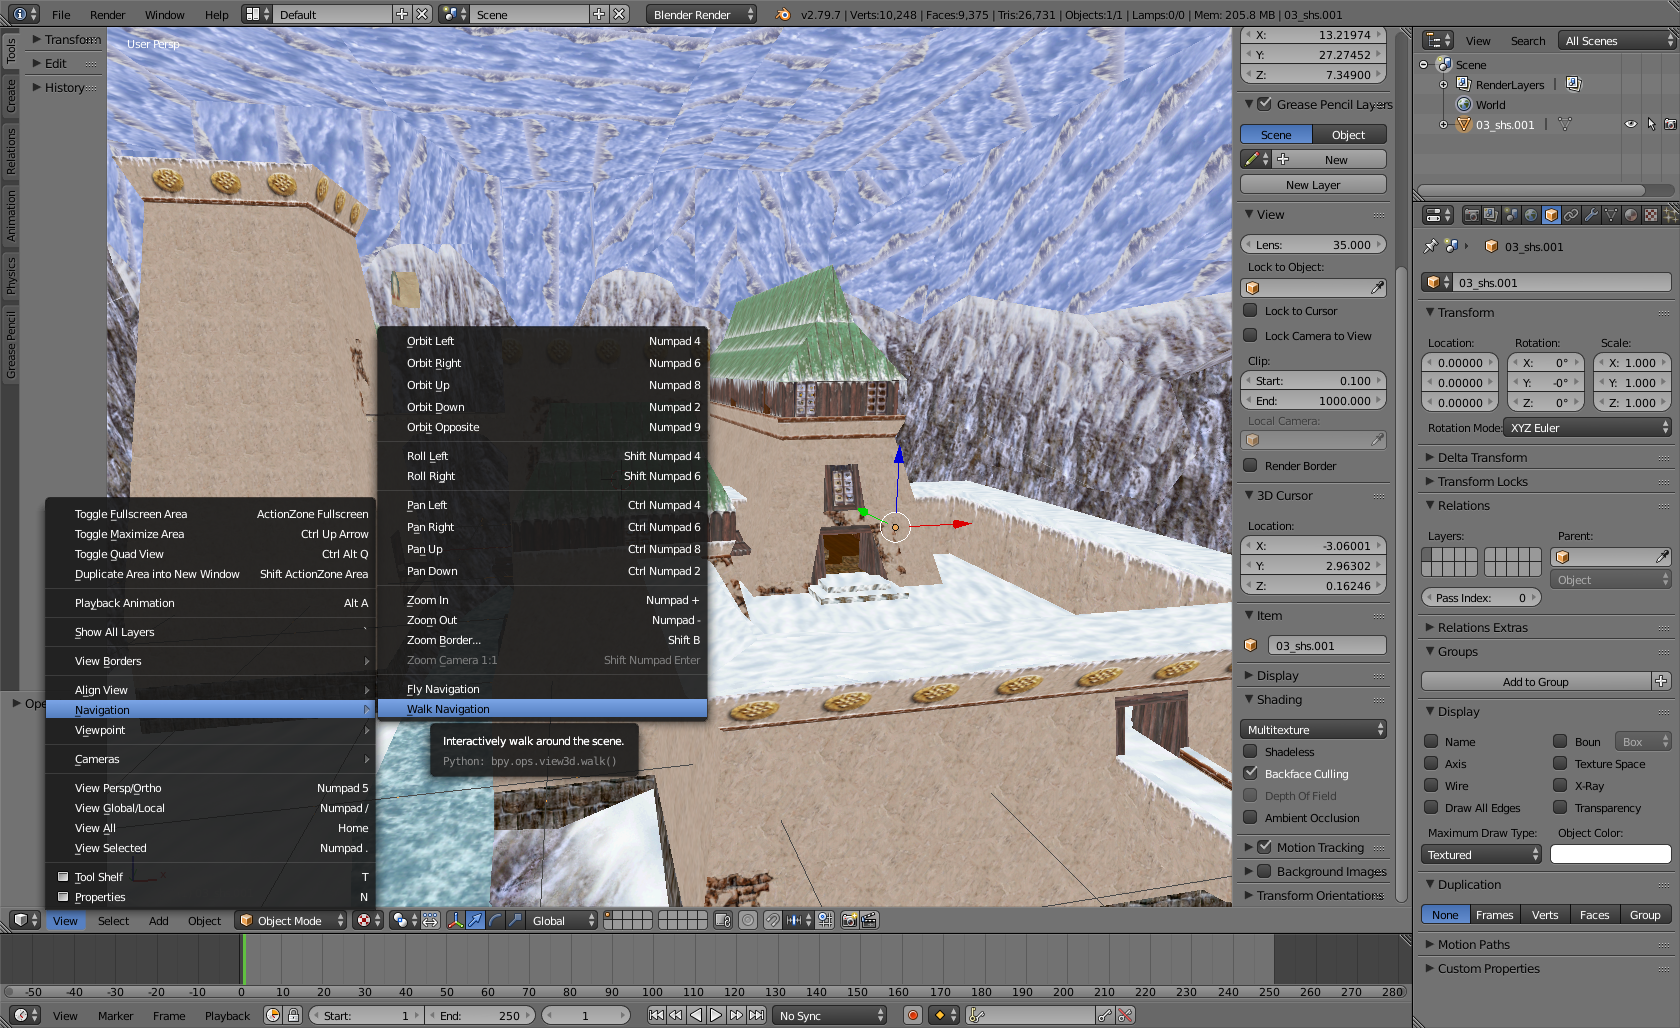 File Render Window Help Default Scene Blender Render v2.79.7 | Verts:10,248 | Faces:9,375 | Tris:26,731 | Objects:1/1 | Lamps:0/0 | Mem: 205.8 MB | 03_shs.001
Tools
Create
Relations
Animation
Physics
Grease Pencil
Transform
Edit
History
User Persp
Orbit Left Numpad 4
Orbit Right Numpad 6
Orbit Up Numpad 8
Orbit Down Numpad 2
Orbit Opposite Numpad 9
Roll Left Shift Numpad 4
Roll Right Shift Numpad 6
Pan Left Ctrl Numpad 4
Pan Right Ctrl Numpad 6
Pan Up Ctrl Numpad 8
Pan Down Ctrl Numpad 2
Zoom In Numpad +
Zoom Out Numpad -
Zoom Border... Shift B
Zoom Camera 1:1 Shift Numpad Enter
Fly Navigation
Walk Navigation
Interactively walk around the scene.
Python: bpy.ops.view3d.walk()
Toggle Fullscreen Area ActionZone Fullscreen
Toggle Maximize Area Ctrl Up Arrow
Toggle Quad View Ctrl Alt Q
Duplicate Area into New Window Shift ActionZone Area
Playback Animation Alt A
Show All Layers `
View Borders
Align View
Navigation
Viewpoint
Cameras
View Persp/Ortho Numpad 5
View Global/Local Numpad /
View All Home
View Selected Numpad .
Tool Shelf T
Properties N
Ope
X: 13.21974
Y: 27.27452
Z: 7.34900
Grease Pencil Layers
Scene Object
New
New Layer
View
Lens: 35.000
Lock to Object:
Lock to Cursor
Lock Camera to View
Clip:
Start: 0.100
End: 1000.000
Local Camera:
Render Border
3D Cursor
Location:
X: -3.06001
Y: 2.96302
Z: 0.16246
Item
03_shs.001
Display
Shading
Multitexture
Shadeless
Backface Culling
Depth Of Field
Ambient Occlusion
Motion Tracking
Background Images
Transform Orientations
View Search All Scenes
Scene
RenderLayers |
World
03_shs.001 |
03_shs.001
03_shs.001
Transform
Location: Rotation: Scale:
0.00000 X: 0° X: 1.000
0.00000 Y: -0° Y: 1.000
0.00000 Z: 0° Z: 1.000
Rotation Mode: XYZ Euler
Delta Transform
Transform Locks
Relations
Layers: Parent:
Object
Pass Index: 0
Relations Extras
Groups
Add to Group
Display
Name Boun Box
Axis Texture Space
Wire X-Ray
Draw All Edges Transparency
Maximum Draw Type: Object Color:
Textured
Duplication
None Frames Verts Faces Group
Motion Paths
Custom Properties
View Select Add Object Object Mode Global
-50 -40 -30 -20 -10 0 10 20 30 40 50 60 70 80 90 100 110 120 130 140 150 160 170 180 190 200 210 220 230 240 250 260 270 280
View Marker Frame Playback Start: 1 End: 250 1 No Sync